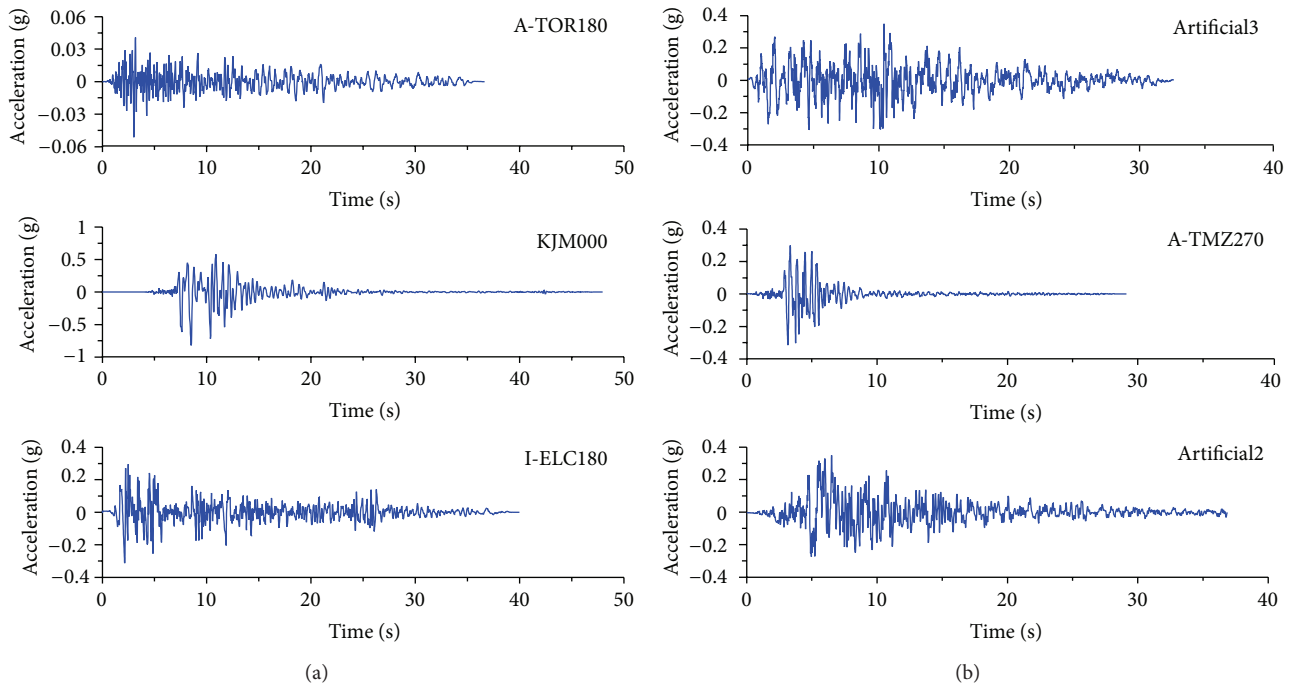 A-TOR180
Acceleration (g)
0.06
0.03
0
−0.03
−0.06
0 10 20 30 40 50
Time (s)
KJM000
Acceleration (g)
1
0.5
0
−0.5
−1
0 10 20 30 40 50
Time (s)
I-ELC180
Acceleration (g)
0.4
0.2
0
−0.2
−0.4
0 10 20 30 40 50
Time (s)
(a)
Artificial3
Acceleration (g)
0.4
0.2
0
−0.2
−0.4
0 10 20 30 40
Time (s)
A-TMZ270
Acceleration (g)
0.4
0.2
0
−0.2
−0.4
0 10 20 30 40
Time (s)
Artificial2
Acceleration (g)
0.4
0.2
0
−0.2
−0.4
0 10 20 30 40
Time (s)
(b)